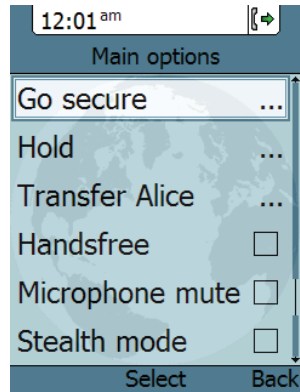 12:01 am
Main options
Go secure ...
Hold ...
Transfer Alice ...
Handsfree
Microphone mute
Stealth mode
Select Back